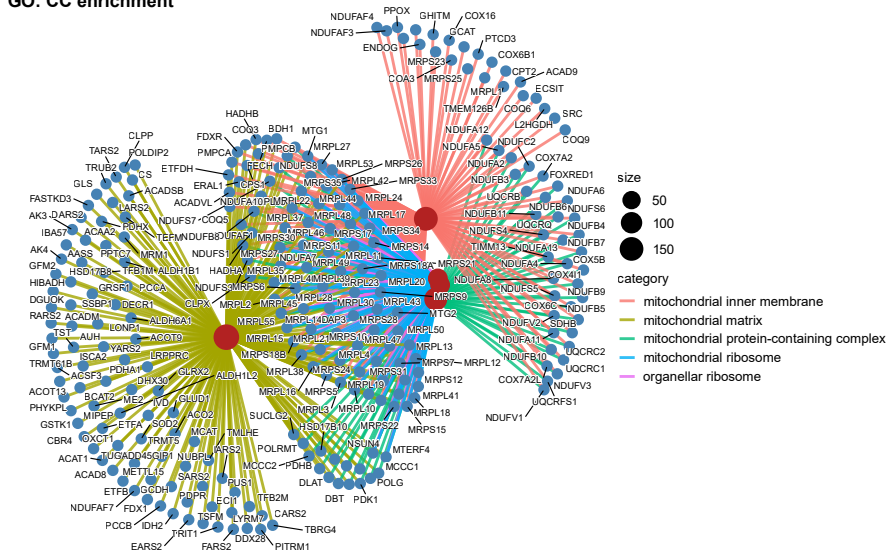 GO: CC enrichment
NDUFAF4
PPOX
GHITM
COX16
NDUFAF3
GCAT
ENDOG
PTCD3
MRPS23
COX6B1
COA3
MRPS25
CPT2
ACAD9
MRPL1
ECSIT
TMEM126B
COQ6
SRC
L2HGDH
COQ9
HADHB
COQ3
BDH1
MTG1
NDUFA12
NDUFC2
CLPP
FDXR
PMPCB
MRPL27
NDUFA5
COX7A2
TARS2
POLDIP2
PMPCA
FECH
NDUFS8
MRPL53
MRPS26
NDUFA2
FOXRED1
TRUB2
CS
ETFDH
CPS1
MRPS35
MRPL42
MRPS33
NDUFB3
NDUFA6
GLS
ACADSB
ERAL1
MRPL44
MRPL24
UQCRB
NDUFB6
NDUFS6
FASTKD3
LARS2
ACADVL
NDUFA10
MRPL22
MRPL17
NDUFB11
AK3
DARS2
NDUFS7
COQ5
MRPL37
MRPL48
UQCRQ
NDUFB4
IBA57
ACAA2
PDHX
TEFM
NDUFB8
MRPS30
MRPL46
MRPS17
MRPS34
NDUFS4
NDUFB7
AK4
AASS
PPTC7
MRM1
NDUFS1
MRPS27
MRPS11
MRPS14
TIMM13
NDUFA13
COX5B
GFM2
HSD17B8
TFB1M
ALDH1B1
HADHA
MRPL35
NDUFA7
MRPL49
MRPL11
MRPS18A
MRPS21
NDUFA4
COX4I1
HIBADH
GRSF1
PCCA
NDUFS3
MRPS6
MRPL41
MRPL39
MRPL23
MRPL20
NDUFA8
NDUFS5
NDUFB9
DGUOK
SSBP1
DECR1
CLPX
MRPL2
MRPL45
MRPL28
MRPL30
MRPL43
MRPS9
COX6C
NDUFB5
RARS2
ACADM
ALDH6A1
MRPL55
MRPL14
DAP3
MRPS28
MTG2
NDUFV2
SDHB
TST
LONP1
ACOT9
MRPL15
MRPL21
MRPS10
MRPL47
MRPL50
NDUFA11
GFM1
AUH
YARS2
LRPPRC
MRPS18B
MRPL4
MRPL13
NDUFB10
UQCRC2
TRMT61B
ISCA2
PDHA1
GLRX2
MRPL38
MRPS24
MRPS31
MRPS7
MRPL12
UQCRC1
ACSF3
DHX30
ALDH1L2
MRPL19
MRPS12
COX7A2L
NDUFV3
ACOT13
BCAT2
ME2
IVD
GLUD1
MRPL16
MRPS5
MRPL41
UQCRFS1
PHYKPL
MIPEP
ACO2
SUCLG2
MRPL3
MRPL10
MRPL18
NDUFV1
GSTK1
ETFA
SOD2
MCAT
TMLHE
HSD17B10
MRPS22
MRPS15
CBR4
OXCT1
TRMT5
POLRMT
NSUN4
MTERF4
ACAT1
TUG
GADD45GIP1
NUBPL
IARS2
MCCC2
PDHB
MCCC1
ACAD8
METTL15
SARS2
PUS1
DLAT
POLG
ETFB
GCDH
PDPR
ECI1
TFB2M
DBT
PDK1
NDUFAF7
FDX1
TSFM
LYRM7
CARS2
PCCB
IDH2
TRIT1
DDX28
TBRG4
EARS2
FARS2
PITRM1
size
50
100
150
category
mitochondrial inner membrane
mitochondrial matrix
mitochondrial protein-containing complex
mitochondrial ribosome
organellar ribosome